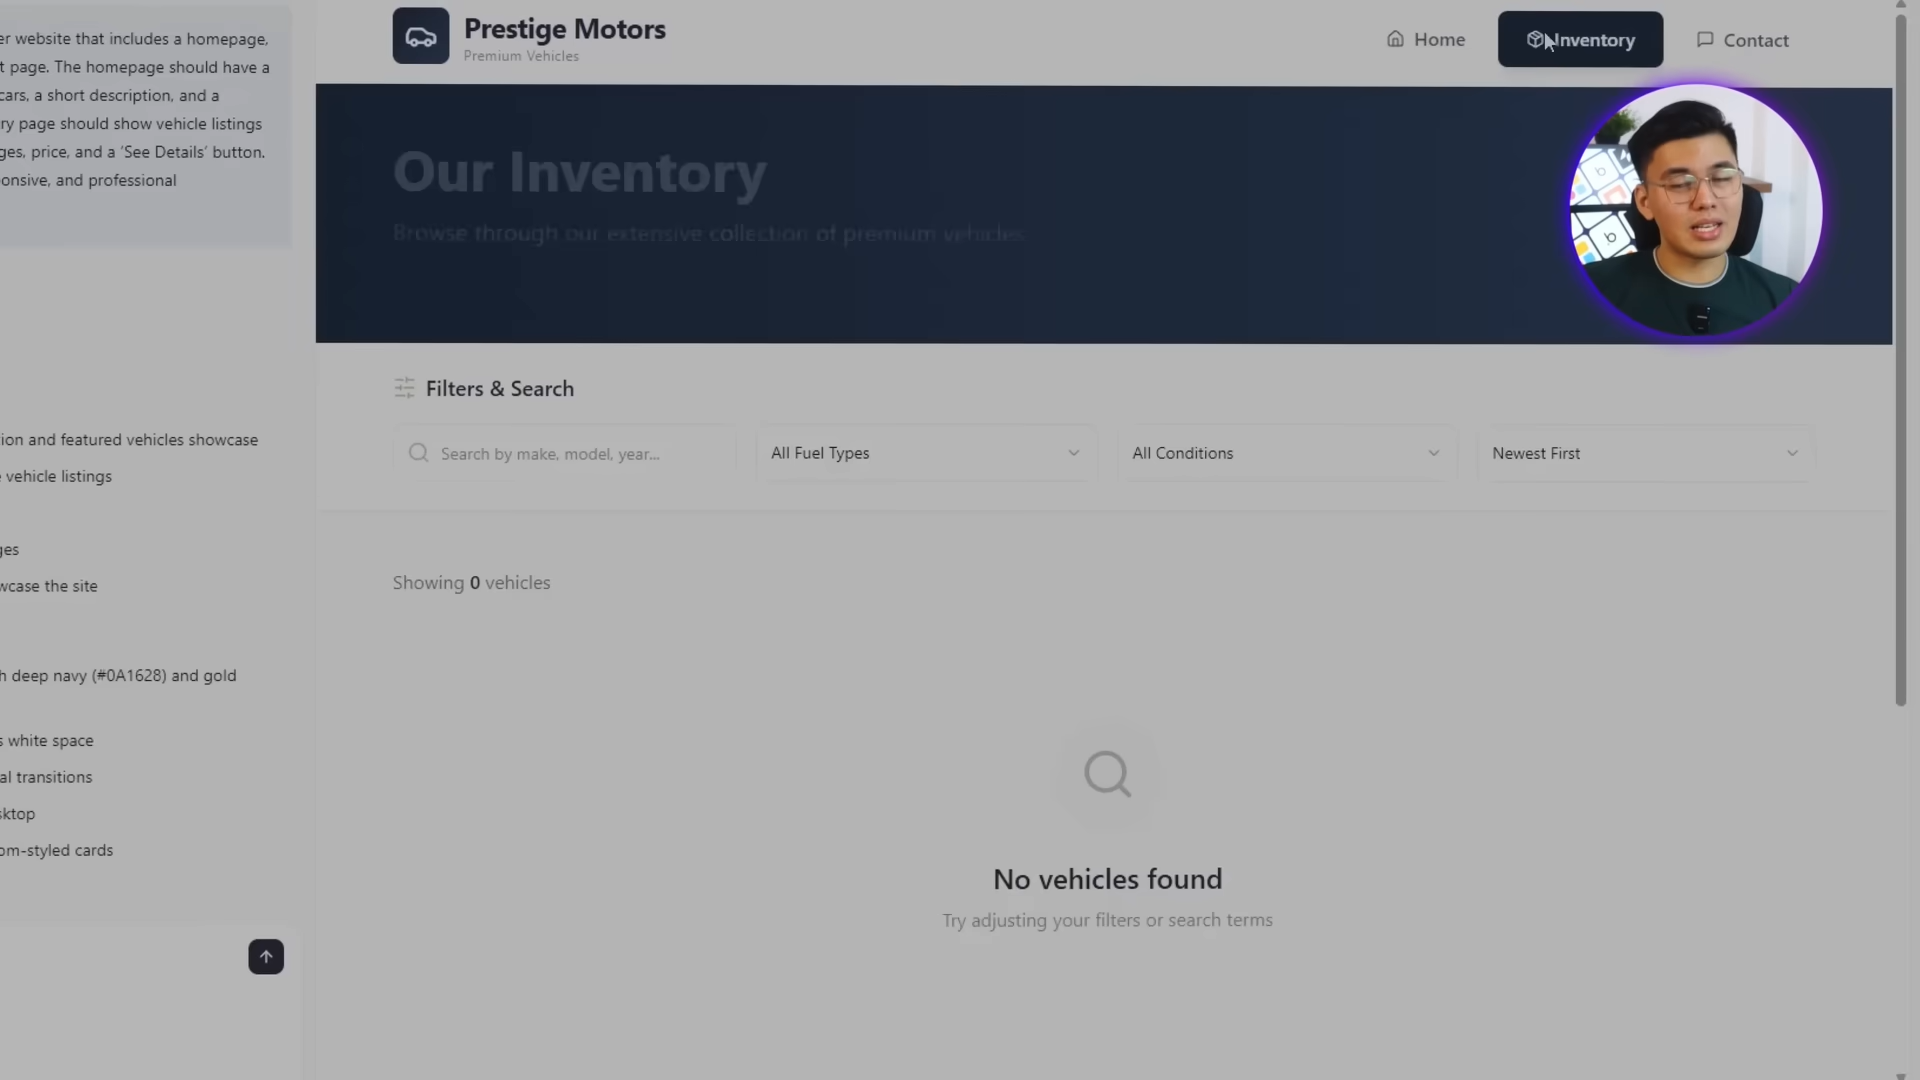 er website that includes a homepage,
t page. The homepage should have a
cars, a short description, and a
ry page should show vehicle listings
ges, price, and a ‘See Details’ button.
onsive, and professional
ion and featured vehicles showcase
e vehicle listings
ges
wcase the site
h deep navy (#0A1628) and gold
s white space
al transitions
sktop
om-styled cards
Prestige Motors
Premium Vehicles
Home
Inventory
Contact
Our Inventory
Browse through our extensive collection of premium vehicles
Filters & Search
Search by make, model, year...
All Fuel Types
All Conditions
Newest First
Showing 0 vehicles
No vehicles found
Try adjusting your filters or search terms